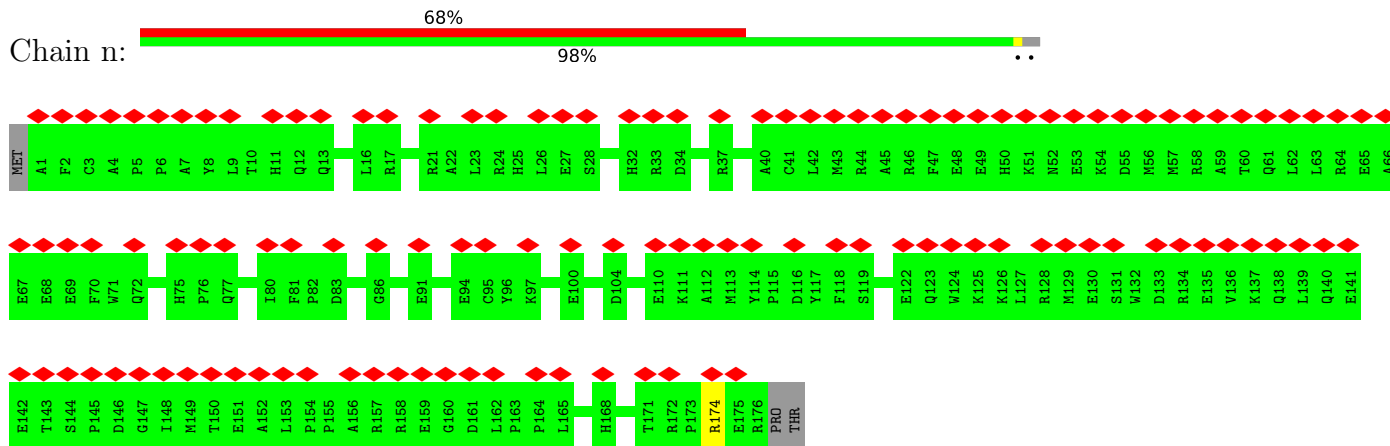 68%
Chain n:
98%
MET A1 F2 C3 A4 P5 P6 A7 Y8 L9 T10 H11 Q12 Q13 L16 R17 R21 A22 L23 R24 H25 L26 E27 S28 H32 R33 D34 R37 A40 C41 L42 M43 R44 A45 R46 F47 E48 E49 H50 K51 N52 E53 K54 D55 M56 M57 R58 A59 T60 Q61 L62 L63 R64 E65 A66
E67 E68 E69 F70 W71 Q72 H75 P76 Q77 I80 F81 P82 D83 G86 E91 E94 C95 Y96 K97 E100 D104 E110 K111 A112 M113 Y114 P115 D116 Y117 F118 S119 E122 Q123 W124 K125 K126 L127 R128 M129 E130 S131 W132 D133 R134 E135 V136 K137 Q138 L139 Q140 E141
E142 T143 S144 P145 D146 G147 I148 M149 T150 E151 A152 L153 P154 P155 A156 R157 R158 E159 G160 D161 L162 P163 P164 L165 H168 T171 R172 P173 R174 E175 R176 PRO THR